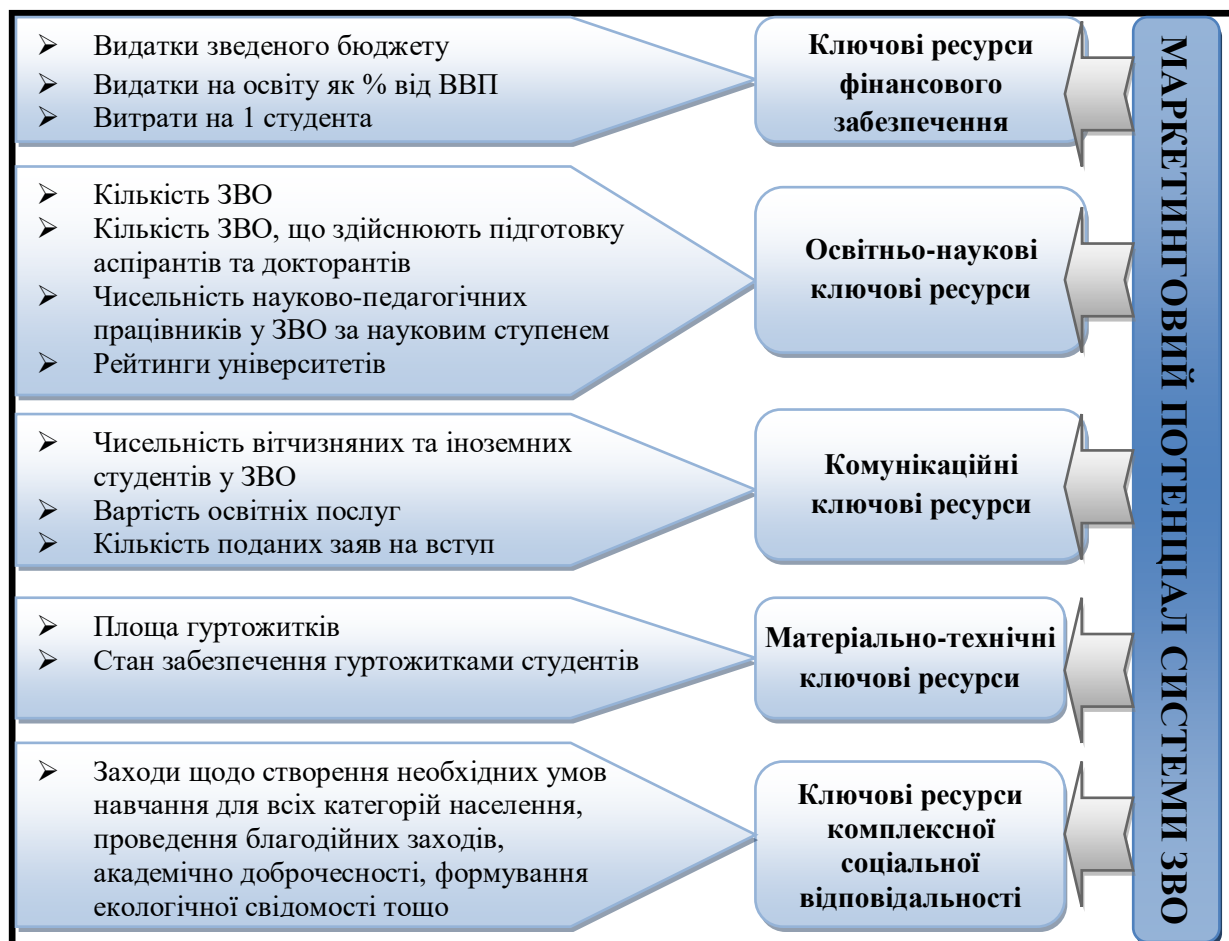 Видатки зведеного бюджету
Видатки на освіту як % від ВВП
Витрати на 1 студента
Ключові ресурси
фінансового
забезпечення
Кількість ЗВО
Кількість ЗВО, що здійснюють підготовку
аспірантів та докторантів
Чисельність науково-педагогічних
працівників у ЗВО за науковим ступенем
Рейтинги університетів
Освітньо-наукові
ключові ресурси
Чисельність вітчизняних та іноземних
студентів у ЗВО
Вартість освітніх послуг
Кількість поданих заяв на вступ
Комунікаційні
ключові ресурси
Площа гуртожитків
Стан забезпечення гуртожитками студентів
Матеріально-технічні
ключові ресурси
Заходи щодо створення необхідних умов
навчання для всіх категорій населення,
проведення благодійних заходів,
академічно доброчесності, формування
екологічної свідомості тощо
Ключові ресурси
комплексної
соціальної
відповідальності
МАРКЕТИНГОВИЙ ПОТЕНЦІАЛ СИСТЕМИ ЗВО